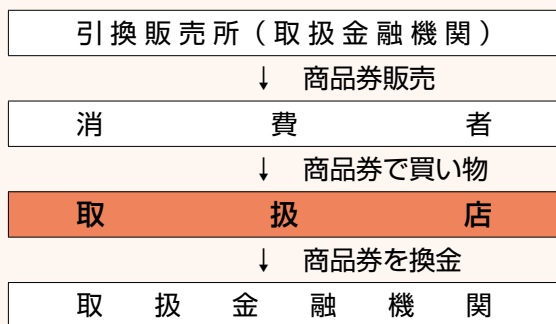 引換販売所（取扱金融機関）
↓ 商品券販売
消費者
↓ 商品券で買い物
取扱店
↓ 商品券を換金
取扱金融機関